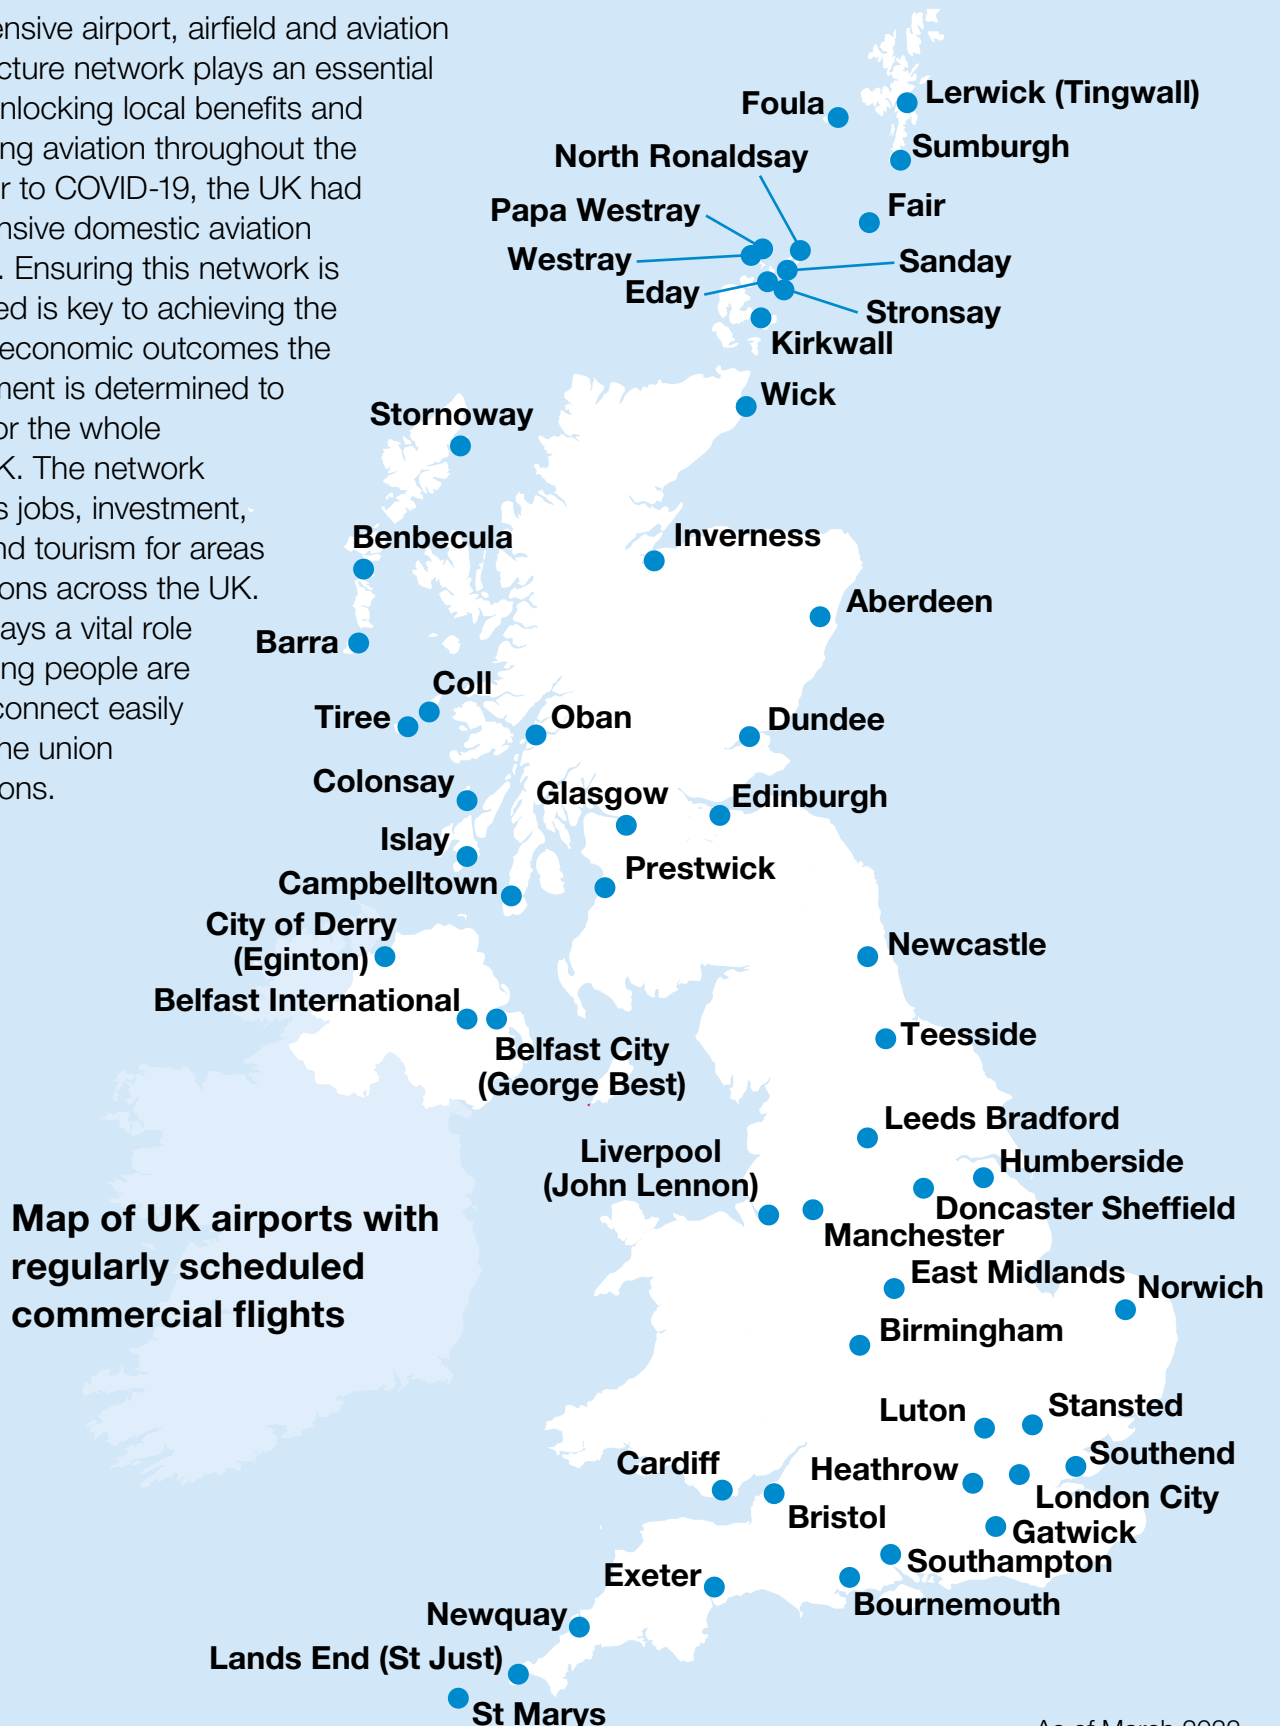 ensive airport, airfield and aviation
cture network plays an essential
nlocking local benefits and
ng aviation throughout the
r to COVID-19, the UK had
nsive domestic aviation
. Ensuring this network is
ed is key to achieving the
economic outcomes the
ment is determined to
or the whole
K. The network
s jobs, investment,
nd tourism for areas
ons across the UK.
ays a vital role
ng people are
connect easily
he union
ons.
Foula
Lerwick (Tingwall)
Sumburgh
North Ronaldsay
Fair
Papa Westray
Westray
Sanday
Eday
Stronsay
Kirkwall
Wick
Stornoway
Benbecula
Inverness
Aberdeen
Barra
Coll
Tiree
Oban
Dundee
Colonsay
Glasgow
Edinburgh
Islay
Prestwick
Campbelltown
City of Derry
(Eginton)
Newcastle
Belfast International
Teesside
Belfast City
(George Best)
Leeds Bradford
Liverpool
(John Lennon)
Humberside
Doncaster Sheffield
Manchester
Map of UK airports with
regularly scheduled
commercial flights
East Midlands
Norwich
Birmingham
Luton
Stansted
Southend
Cardiff
Heathrow
London City
Bristol
Gatwick
Southampton
Exeter
Bournemouth
Newquay
Lands End (St Just)
St Marys
As of March 2022